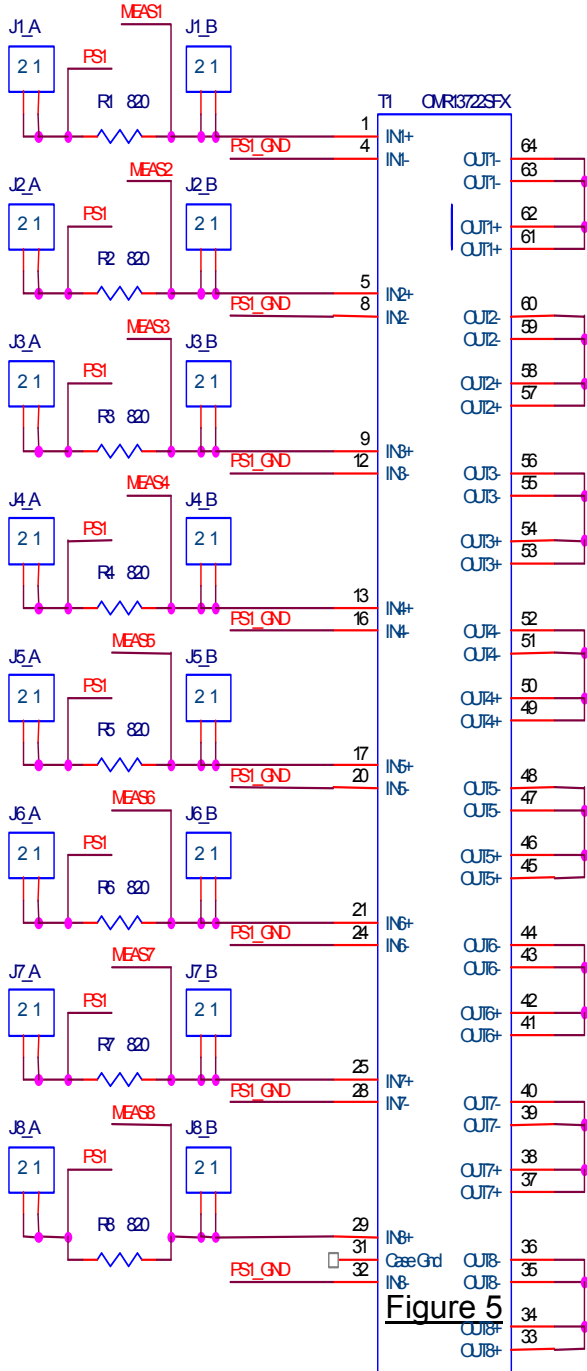 MEAS1
J1_A J1_B
2 1 PS1 2 1
R1 820 T1 OMR13722SFX
1 IN1+
PS1_GND 4 IN1- OUT1- 64
MEAS2 OUT1- 63
J2_A J2_B
2 1 PS1 2 1 OUT1+ 62
OUT1+ 61
R2 820
5 IN2+
PS1_GND 8 IN2- OUT2- 60
MEAS3 OUT2- 59
J3_A J3_B
2 1 PS1 2 1 OUT2+ 58
OUT2+ 57
R3 820
9 IN3+
PS1_GND 12 IN3- OUT3- 56
MEAS4 OUT3- 55
J4_A J4_B
2 1 PS1 2 1 OUT3+ 54
OUT3+ 53
R4 820
13 IN4+
PS1_GND 16 IN4- OUT4- 52
MEAS5 OUT4- 51
J5_A J5_B
2 1 PS1 2 1 OUT4+ 50
OUT4+ 49
R5 820
17 IN5+
PS1_GND 20 IN5- OUT5- 48
MEAS6 OUT5- 47
J6_A J6_B
2 1 PS1 2 1 OUT5+ 46
OUT5+ 45
R6 820
21 IN6+
PS1_GND 24 IN6- OUT6- 44
MEAS7 OUT6- 43
J7_A J7_B
2 1 PS1 2 1 OUT6+ 42
OUT6+ 41
R7 820
25 IN7+
PS1_GND 28 IN7- OUT7- 40
MEAS8 OUT7- 39
J8_A J8_B
2 1 PS1 2 1 OUT7+ 38
OUT7+ 37
R8 820
29 IN8+
31 Case Gnd OUT8- 36
PS1_GND 32 IN8- OUT8- 35
Figure 5
OUT8+ 34
OUT8+ 33